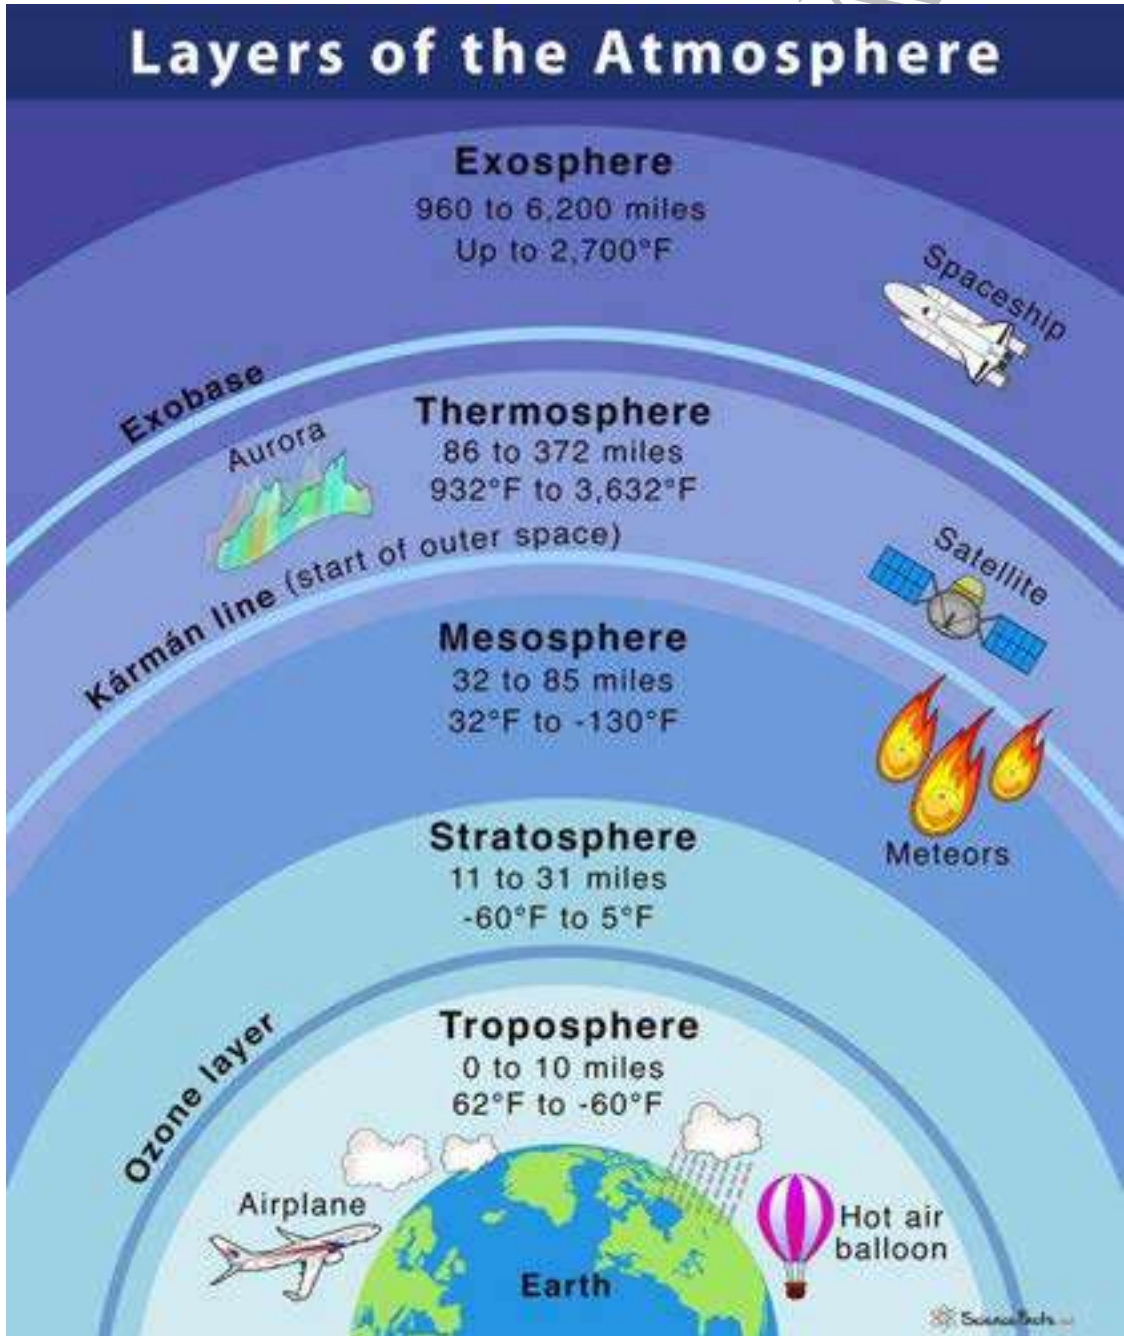 Layers of the Atmosphere
Exosphere
960 to 6,200 miles
Up to 2,700°F
Spaceship
Exobase
Thermosphere
86 to 372 miles
932°F to 3,632°F
Aurora
Kármán line (start of outer space)
Satellite
Mesosphere
32 to 85 miles
32°F to -130°F
Meteors
Stratosphere
11 to 31 miles
-60°F to 5°F
Ozone layer
Troposphere
0 to 10 miles
62°F to -60°F
Airplane
Hot air
balloon
Earth